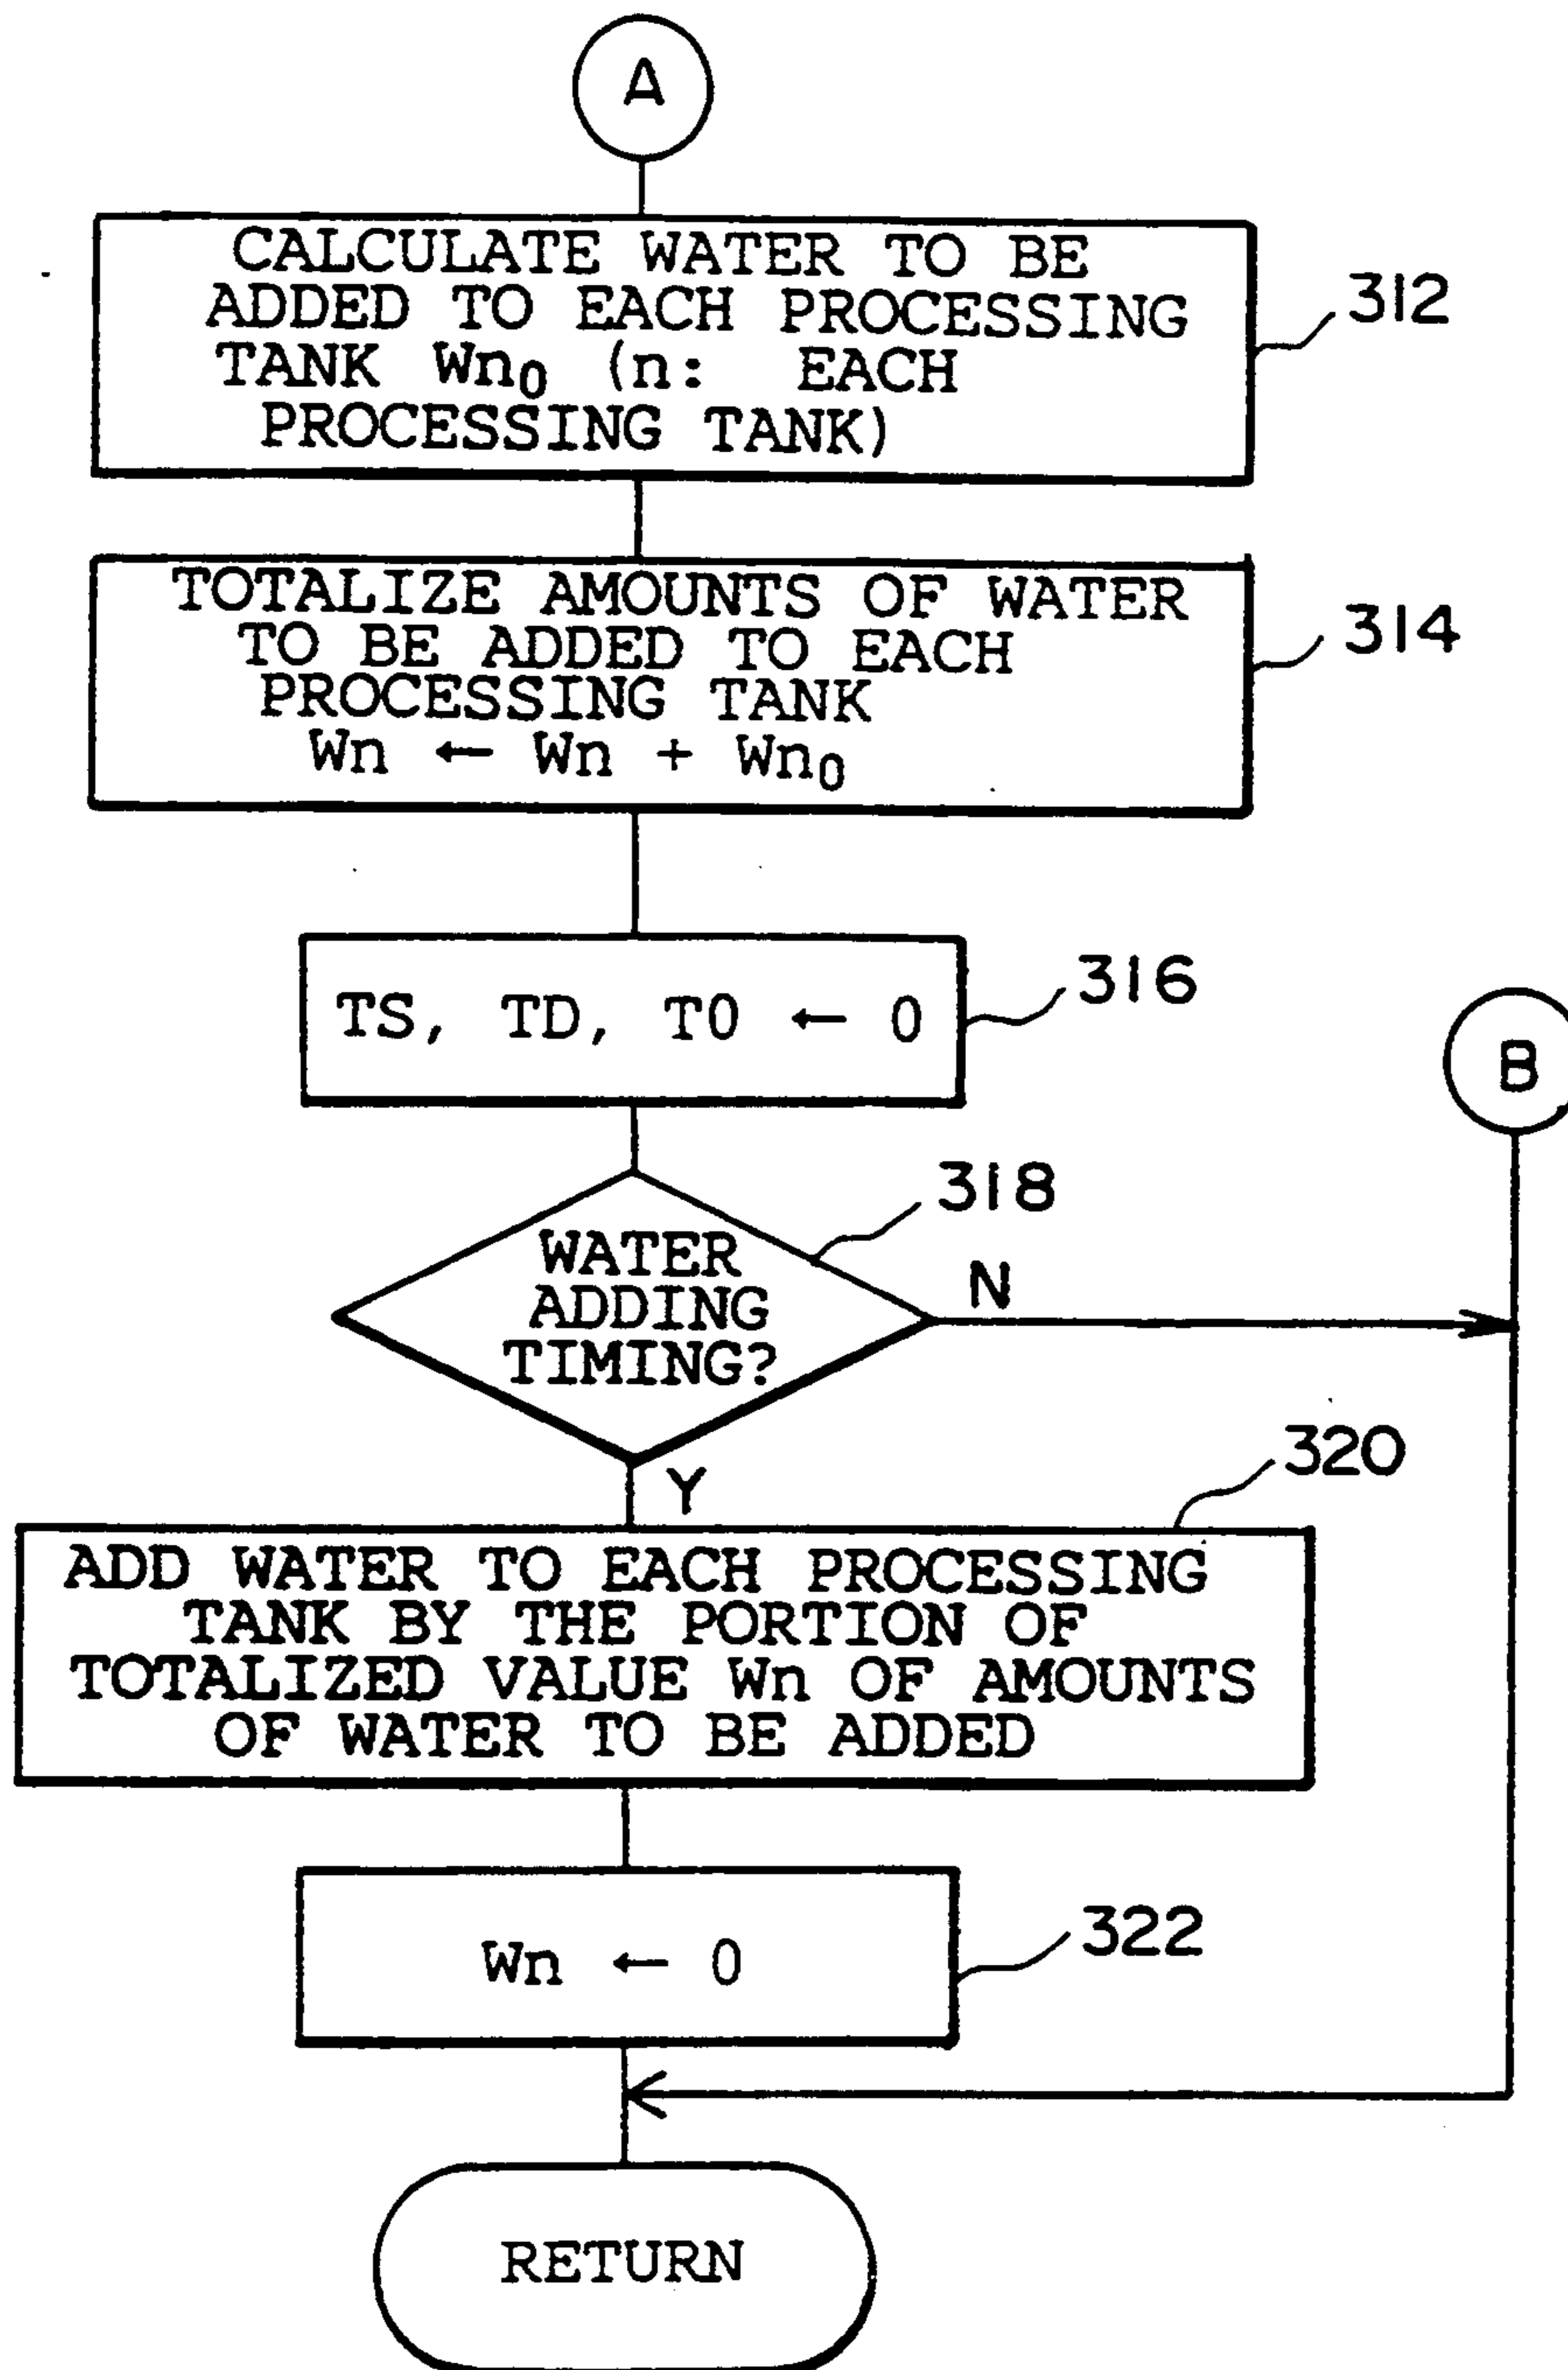 A
CALCULATE WATER TO BE
ADDED TO EACH PROCESSING
TANK Wn₀ (n: EACH
PROCESSING TANK)
312
TOTALIZE AMOUNTS OF WATER
TO BE ADDED TO EACH
PROCESSING TANK
Wn ← Wn + Wn₀
314
TS, TD, TO ← 0
316
B
WATER
ADDING
TIMING?
318
N
Y
320
ADD WATER TO EACH PROCESSING
TANK BY THE PORTION OF
TOTALIZED VALUE Wn OF AMOUNTS
OF WATER TO BE ADDED
Wn ← 0
322
RETURN